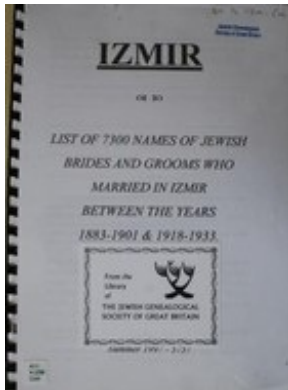 IZMIR
LIST OF 7300 NAMES OF JEWISH
BRIDES AND GROOMS WHO
MARRIED IN IZMIR
BETWEEN THE YEARS
1883-1901 & 1918-1933.
From the
Library
of
THE JEWISH GENEALOGICAL
SOCIETY OF GREAT BRITAIN